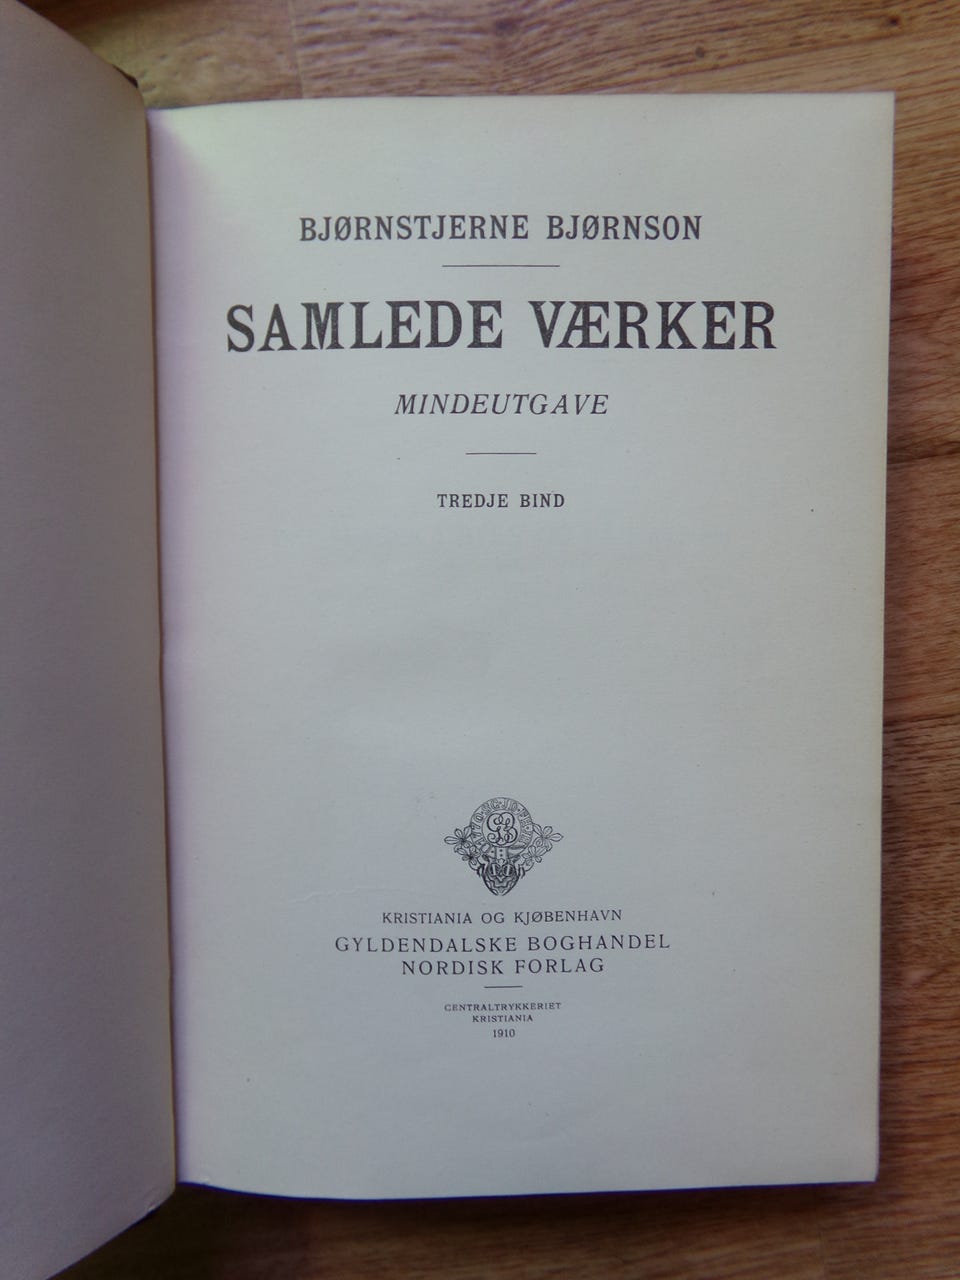 BJØRNSTJERNE BJØRNSON
SAMLEDE VÆRKER
MINDEUTGAVE
TREDJE BIND
KRISTIANIA OG KJØBENHAVN
GYLDENDALSKE BOGHANDEL
NORDISK FORLAG
CENTRALTRYKKERIET
KRISTIANIA
1910